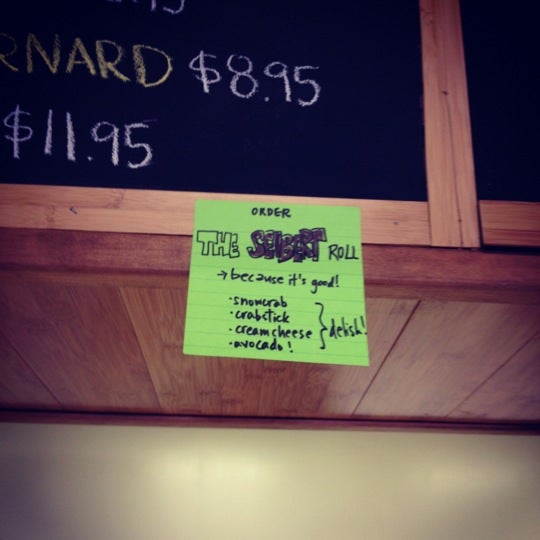 RNARD $8.95
$11.95
ORDER
THE SEIBERT ROLL
→ because it's good!
• snowcrab
• crabstick
• creamcheese
• avocado!
} delish!